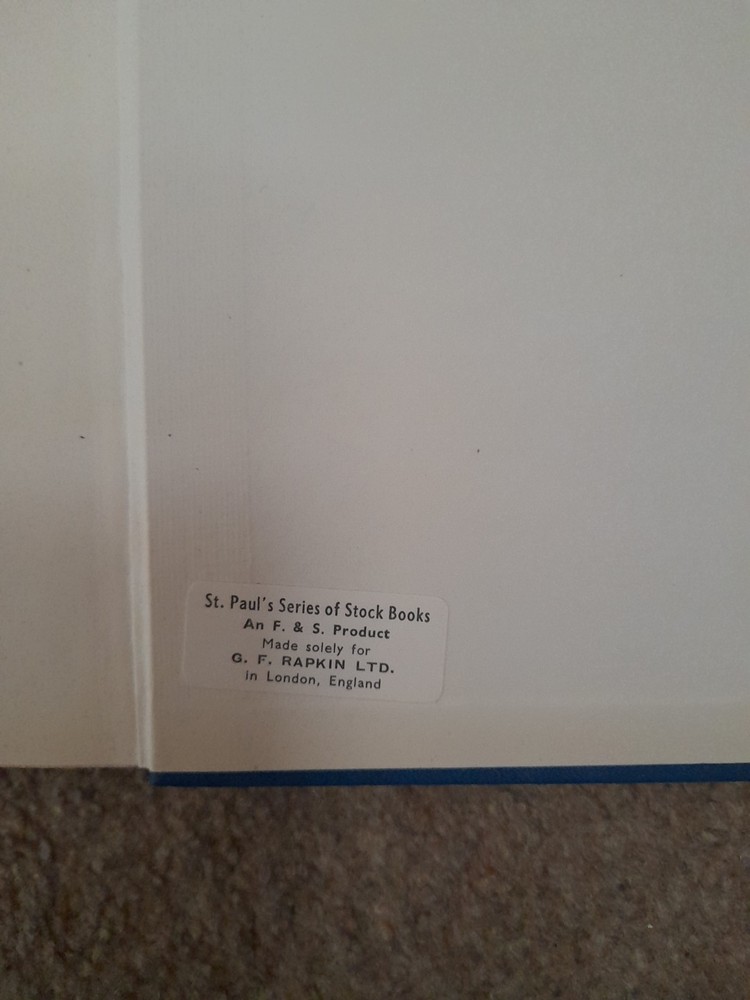 St. Paul's Series of Stock Books
An F. & S. Product
Made solely for
G. F. RAPKIN LTD.
in London, England